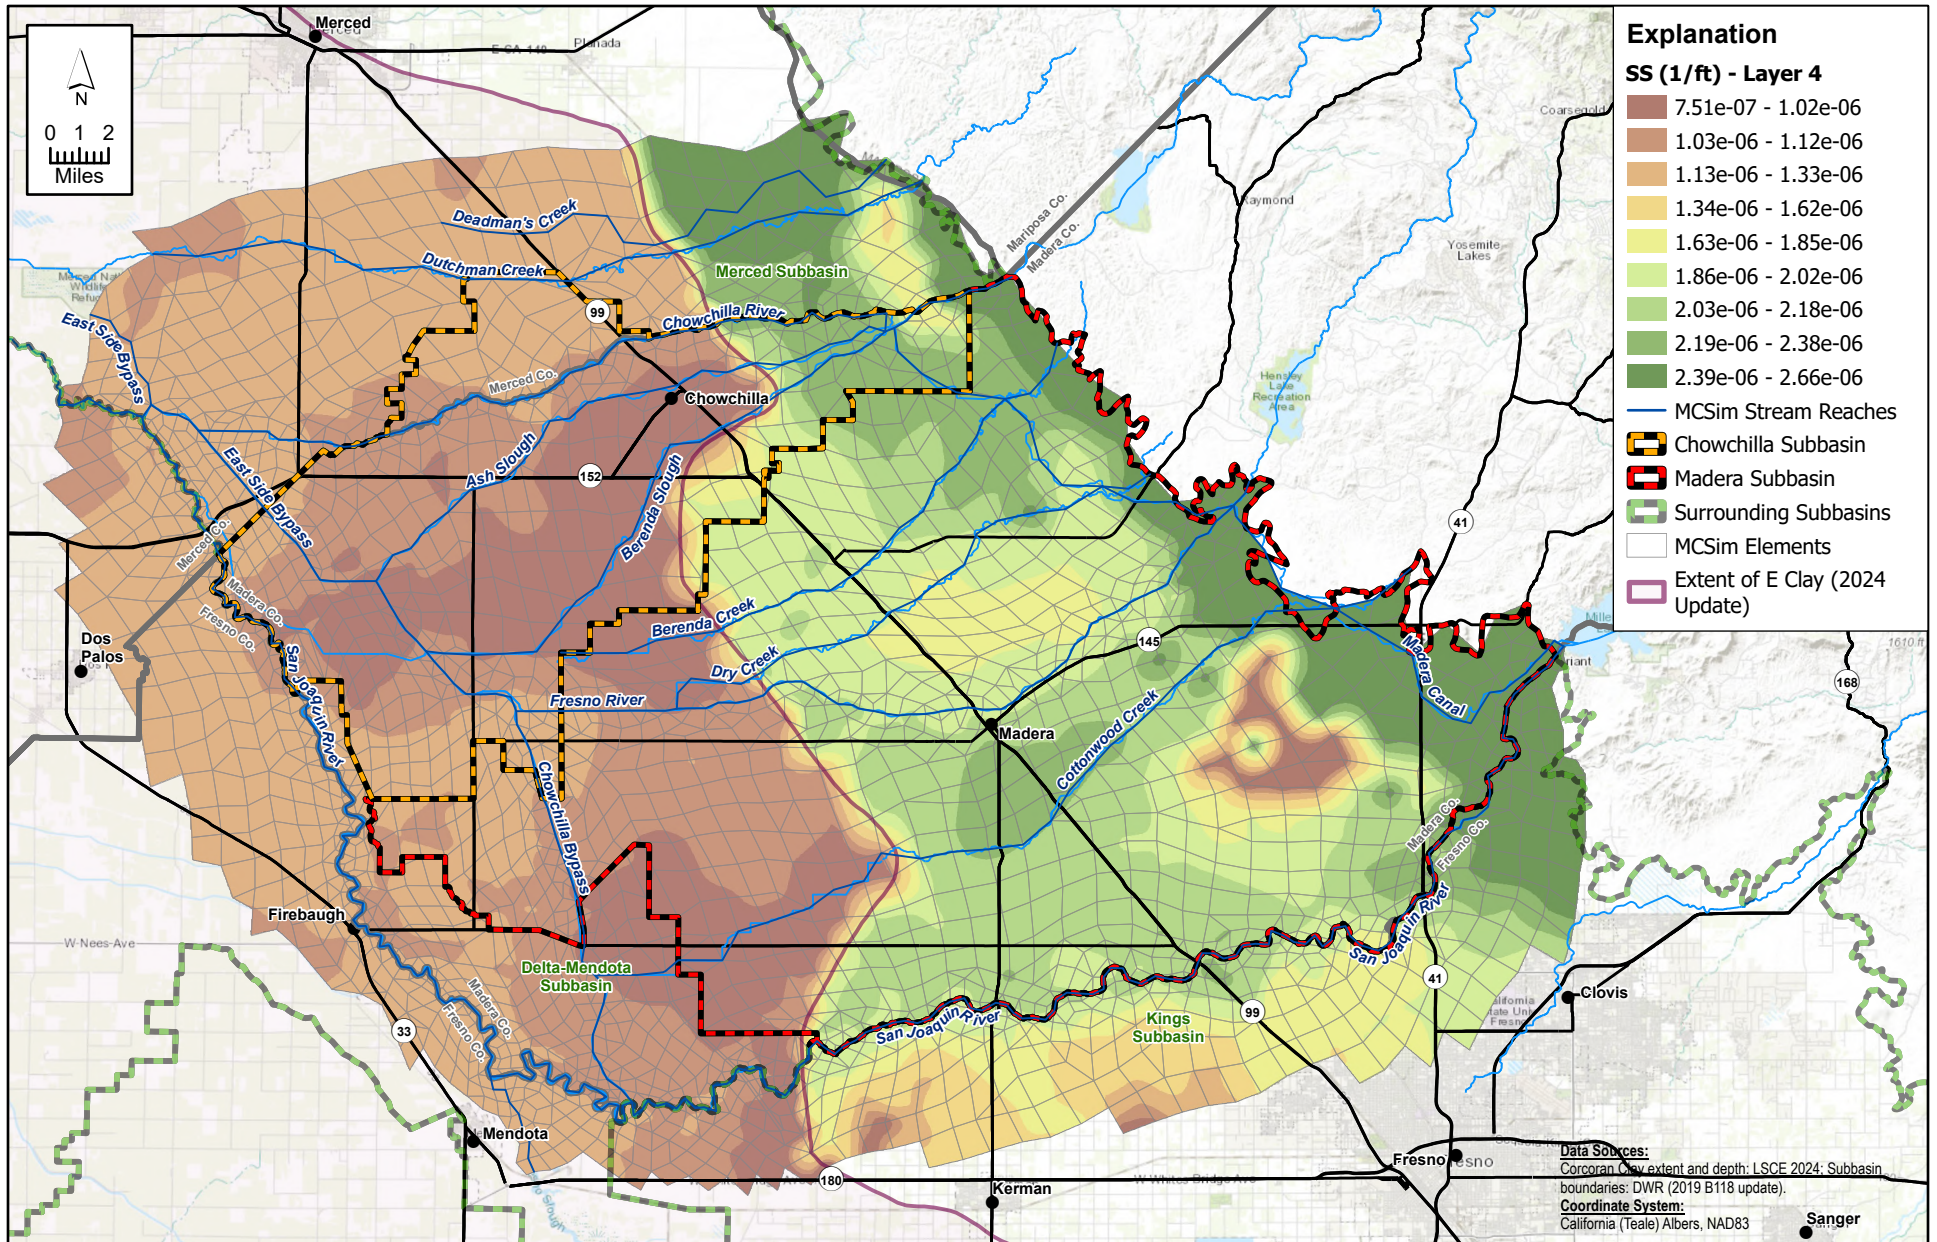 Explanation
SS (1/ft) - Layer 4
7.51e-07 - 1.02e-06
1.03e-06 - 1.12e-06
1.13e-06 - 1.33e-06
1.34e-06 - 1.62e-06
1.63e-06 - 1.85e-06
1.86e-06 - 2.02e-06
2.03e-06 - 2.18e-06
2.19e-06 - 2.38e-06
2.39e-06 - 2.66e-06
MCSim Stream Reaches
Chowchilla Subbasin
Madera Subbasin
Surrounding Subbasins
MCSim Elements
Extent of E Clay (2024
Update)
N
0 1 2
Miles
Merced
Planada
Coarsegold
Raymond
Yosemite
Lakes
Hensley
Lake
Recreation
Area
Mariposa Co.
Madera Co.
Deadman's Creek
Dutchman Creek
Merced Subbasin
99
Chowchilla River
Merced Co.
East Side Bypass
Chowchilla
Ash Slough
152
Berenda Slough
East Side Bypass
41
Merced Co.
Madera Co.
Fresno Co.
Dos
Palos
San Joaquin River
Berenda Creek
Dry Creek
145
Fresno River
Madera Canal
168
1610 ft
Madera
Cottonwood Creek
Chowchilla Bypass
Madera Co.
Fresno Co.
Firebaugh
W Nees Ave
Delta-Mendota
Subbasin
San Joaquin River
41
Clovis
Madera Co.
Fresno Co.
33
San Joaquin River
Kings
Subbasin
99
Mendota
Fresno
180
W Whites Bridge Ave
Kerman
Sanger
Data Sources:
Corcoran Clay extent and depth: LSCE 2024; Subbasin
boundaries: DWR (2019 B118 update).
Coordinate System:
California (Teale) Albers, NAD83